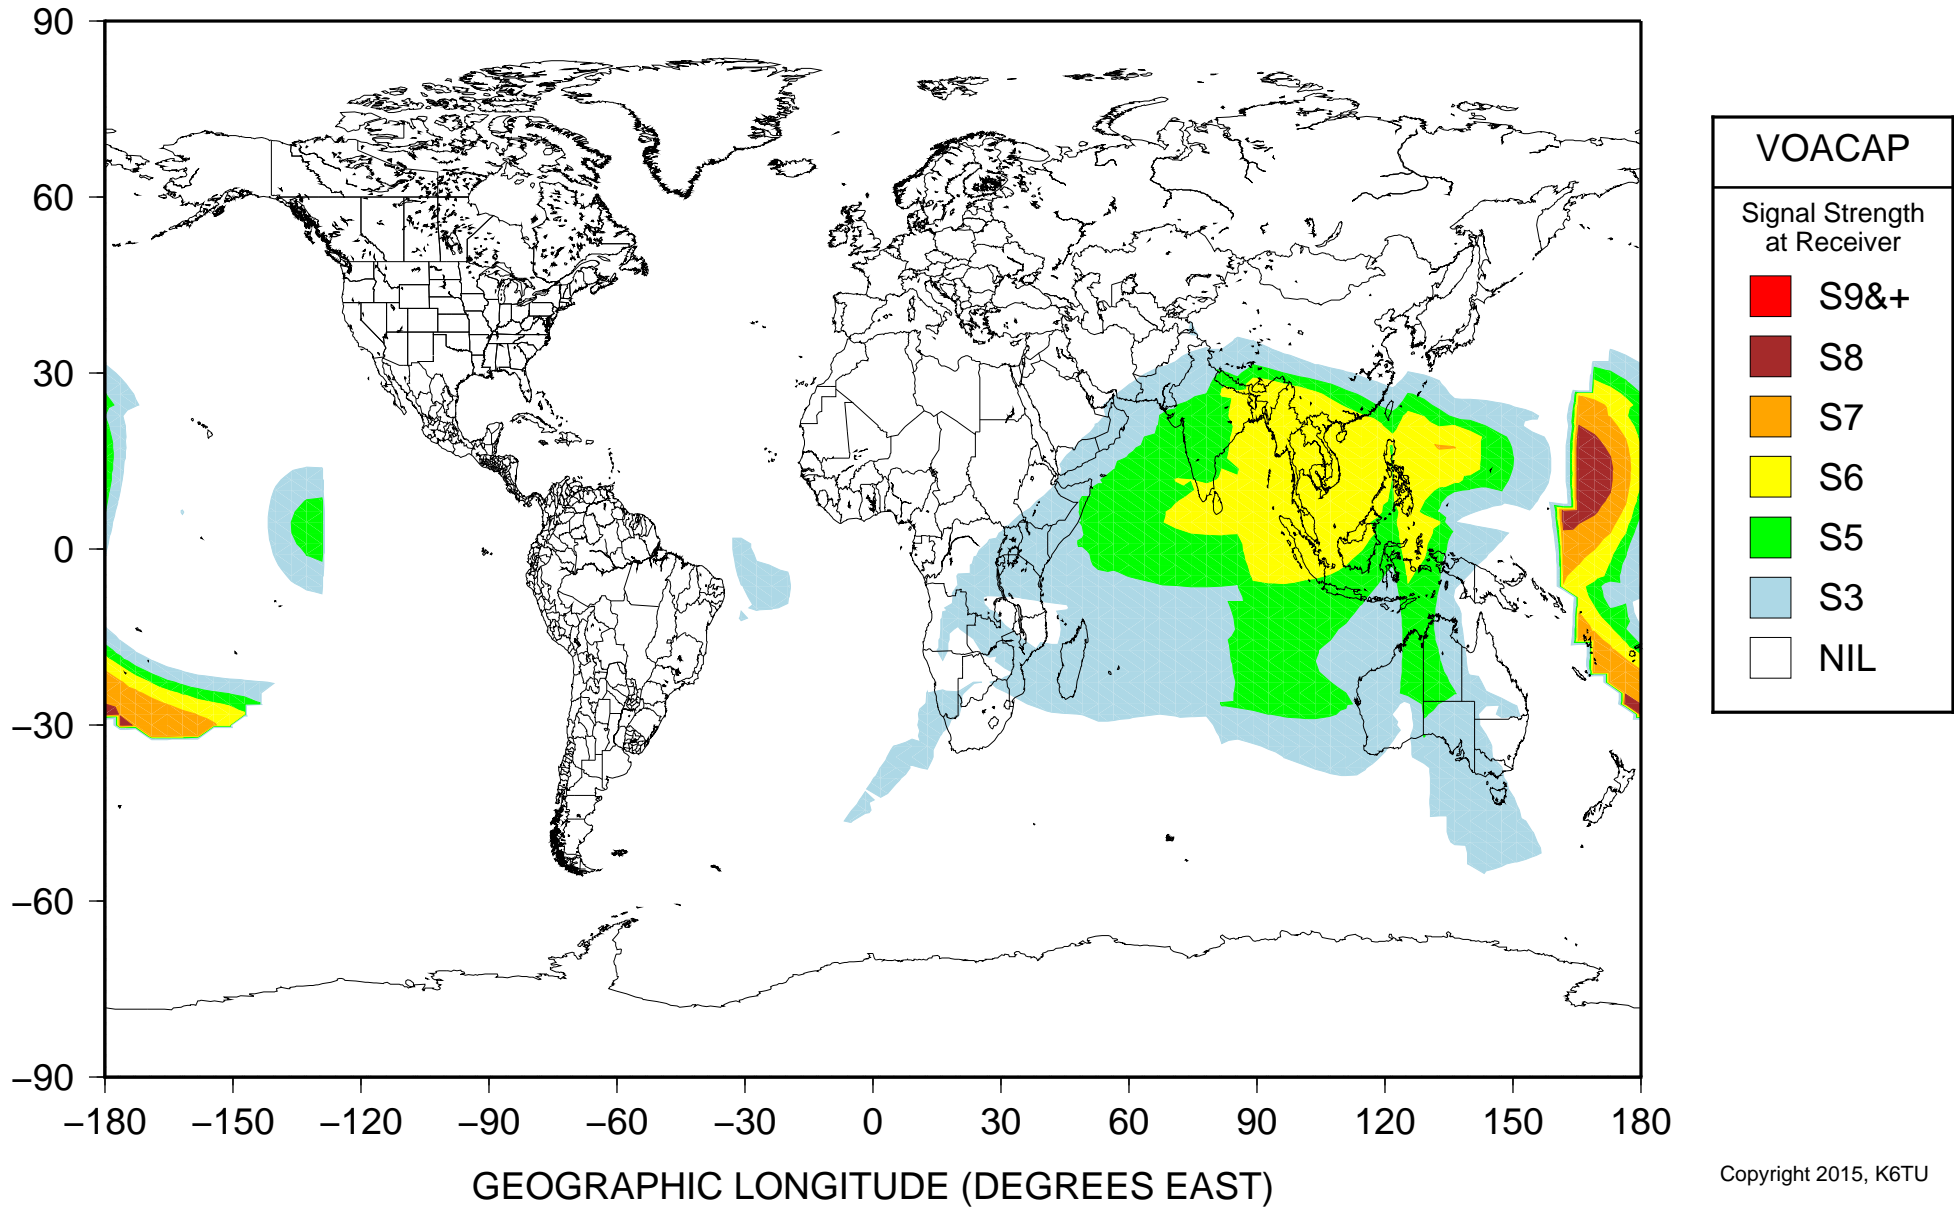 90
60
30
0
−30
−60
−90
−180 −150 −120 −90 −60 −30 0 30 60 90 120 150 180
GEOGRAPHIC LONGITUDE (DEGREES EAST)
VOACAP
Signal Strength
at Receiver
S9&+
S8
S7
S6
S5
S3
NIL
Copyright 2015, K6TU